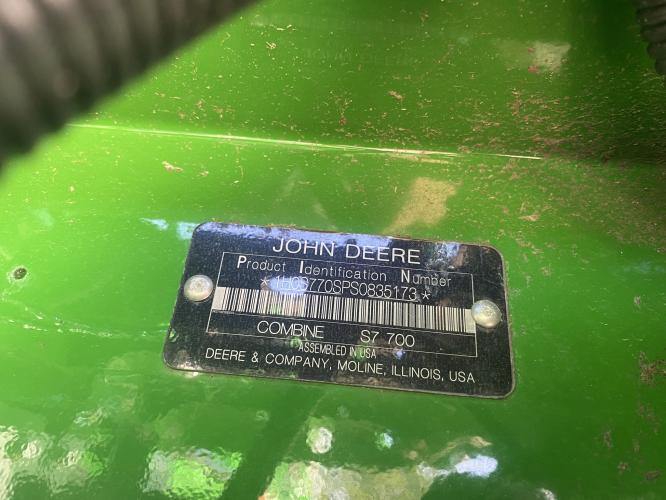 JOHN DEERE
Product Identification Number
*1H0S770SPS0835173*
COMBINE S7 700
ASSEMBLED IN USA
DEERE & COMPANY, MOLINE, ILLINOIS, USA